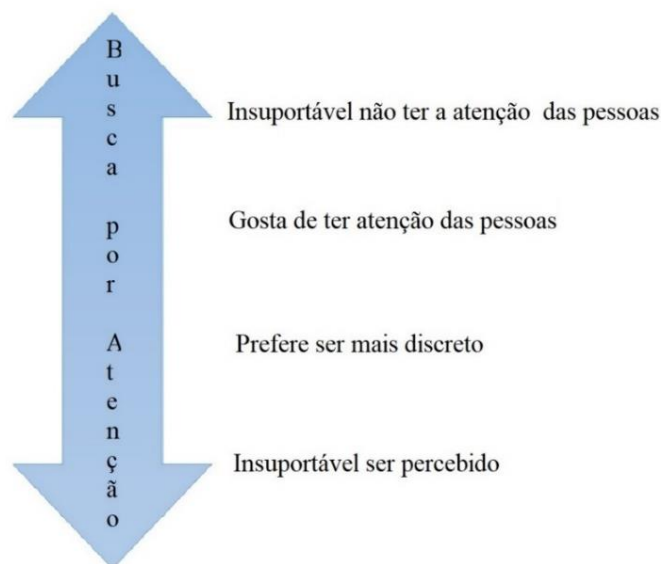 Busca por Atenção
Insuportável não ter a atenção das pessoas
Gosta de ter atenção das pessoas
Prefere ser mais discreto
Insuportável ser percebido